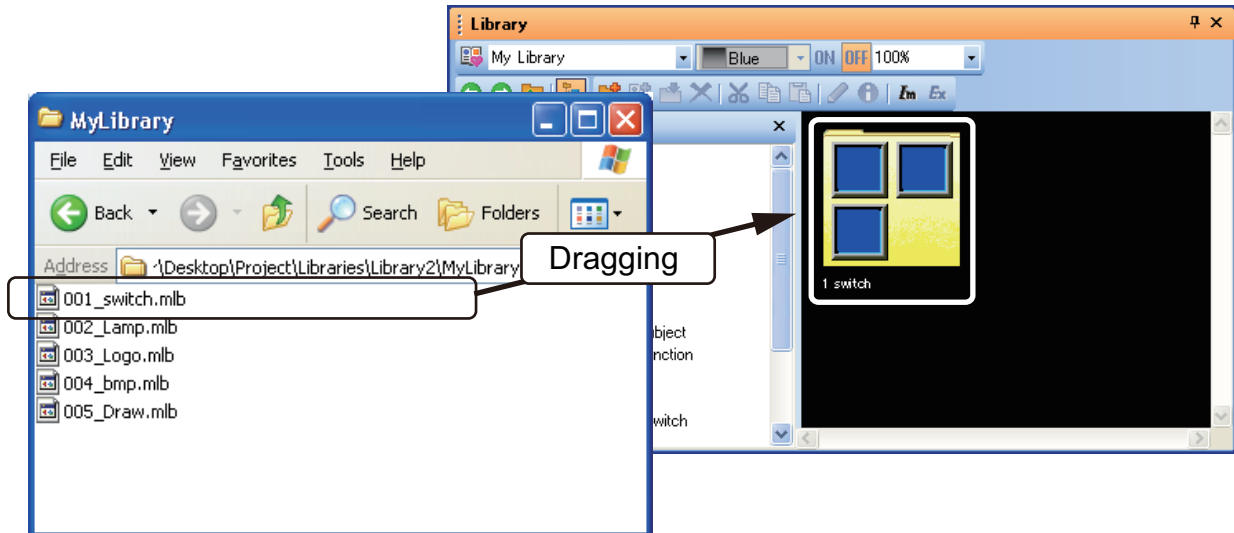 Library
My Library Blue ON OFF 100%
Im Ex
MyLibrary
File Edit View Favorites Tools Help
Back Search Folders
Address \Desktop\Project\Libraries\Library2\MyLibrary
Dragging
001_switch.mlb
002_Lamp.mlb
003_Logo.mlb
004_bmp.mlb
005_Draw.mlb
bject
nction
witch
1 switch